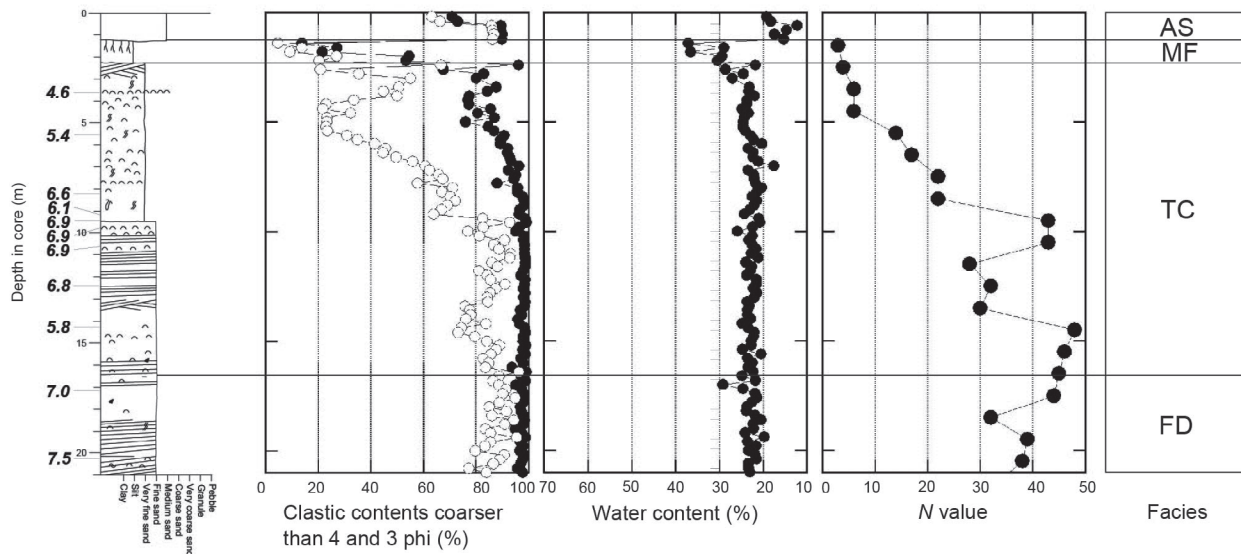 0
4.6
5
5.4
6.6
6.1
6.9
6.9
10
6.9
6.8
5.8
15
7.0
7.5
20
Depth in core (m)
Clay
Silt
Very fine sand
Fine sand
Medium sand
Coarse sand
Very coarse sand
Granule
Pebble
0 20 40 60 80 100
Clastic contents coarser
than 4 and 3 phi (%)
70 60 50 40 30 20 10
Water content (%)
0 10 20 30 40 50
N value
AS
MF
TC
FD
Facies